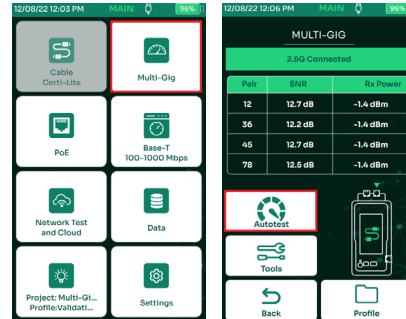 12/08/22 12:03 PM MAIN 96%
Cable
Certi-Lite
Multi-Gig
PoE
Base-T
100-1000 Mbps
Network Test
and Cloud
Data
Project: Multi-Gi...
Profile:Validati...
Settings
12/08/22 12:06 PM MAIN 96%
MULTI-GIG
2.5G Connected
Pair SNR Rx Power
12 12.7 dB -1.4 dBm
36 12.2 dB -1.4 dBm
45 12.7 dB -1.4 dBm
78 12.5 dB -1.4 dBm
Autotest
Tools
Back
Profile